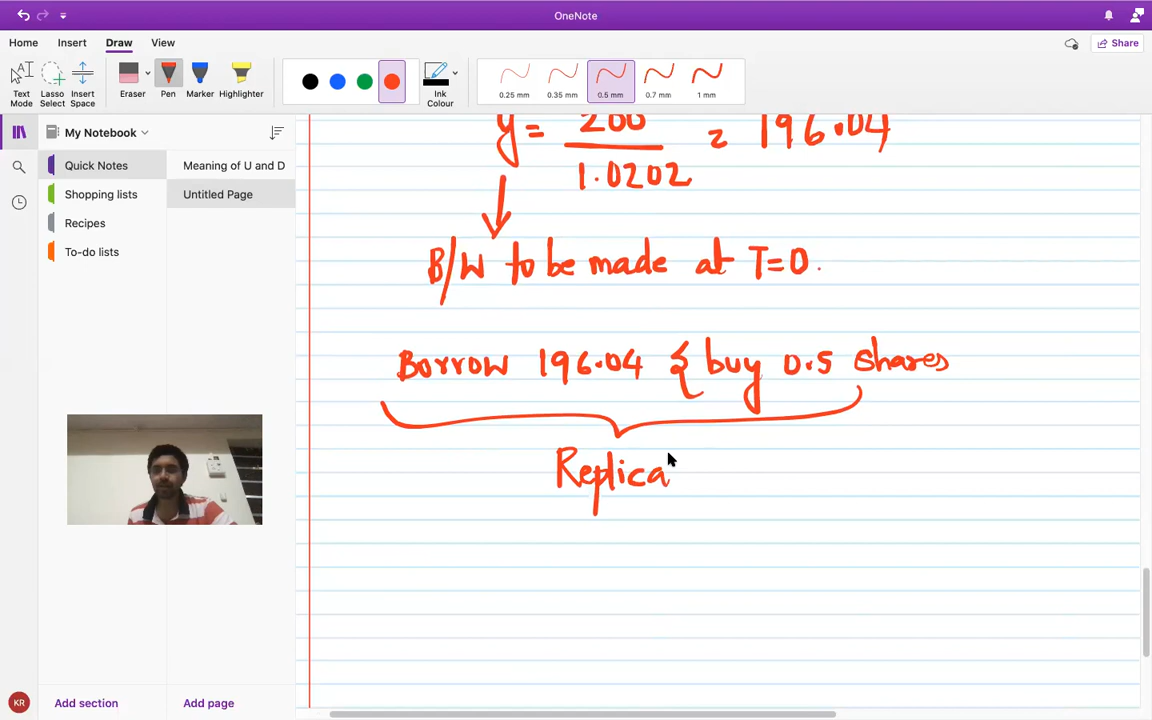 OneNote
Home Insert Draw View
Share
Text Mode
Lasso Select
Insert Space
Eraser
Pen
Marker
Highlighter
Ink Colour
0.25 mm
0.35 mm
0.5 mm
0.7 mm
1 mm
My Notebook
Quick Notes
Shopping lists
Recipes
To-do lists
Meaning of U and D
Untitled Page
y = 200 / 1.0202 = 196.04
B/W to be made at T=0.
Borrow 196.04 & buy 0.5 shares
Replica
KR
Add section
Add page